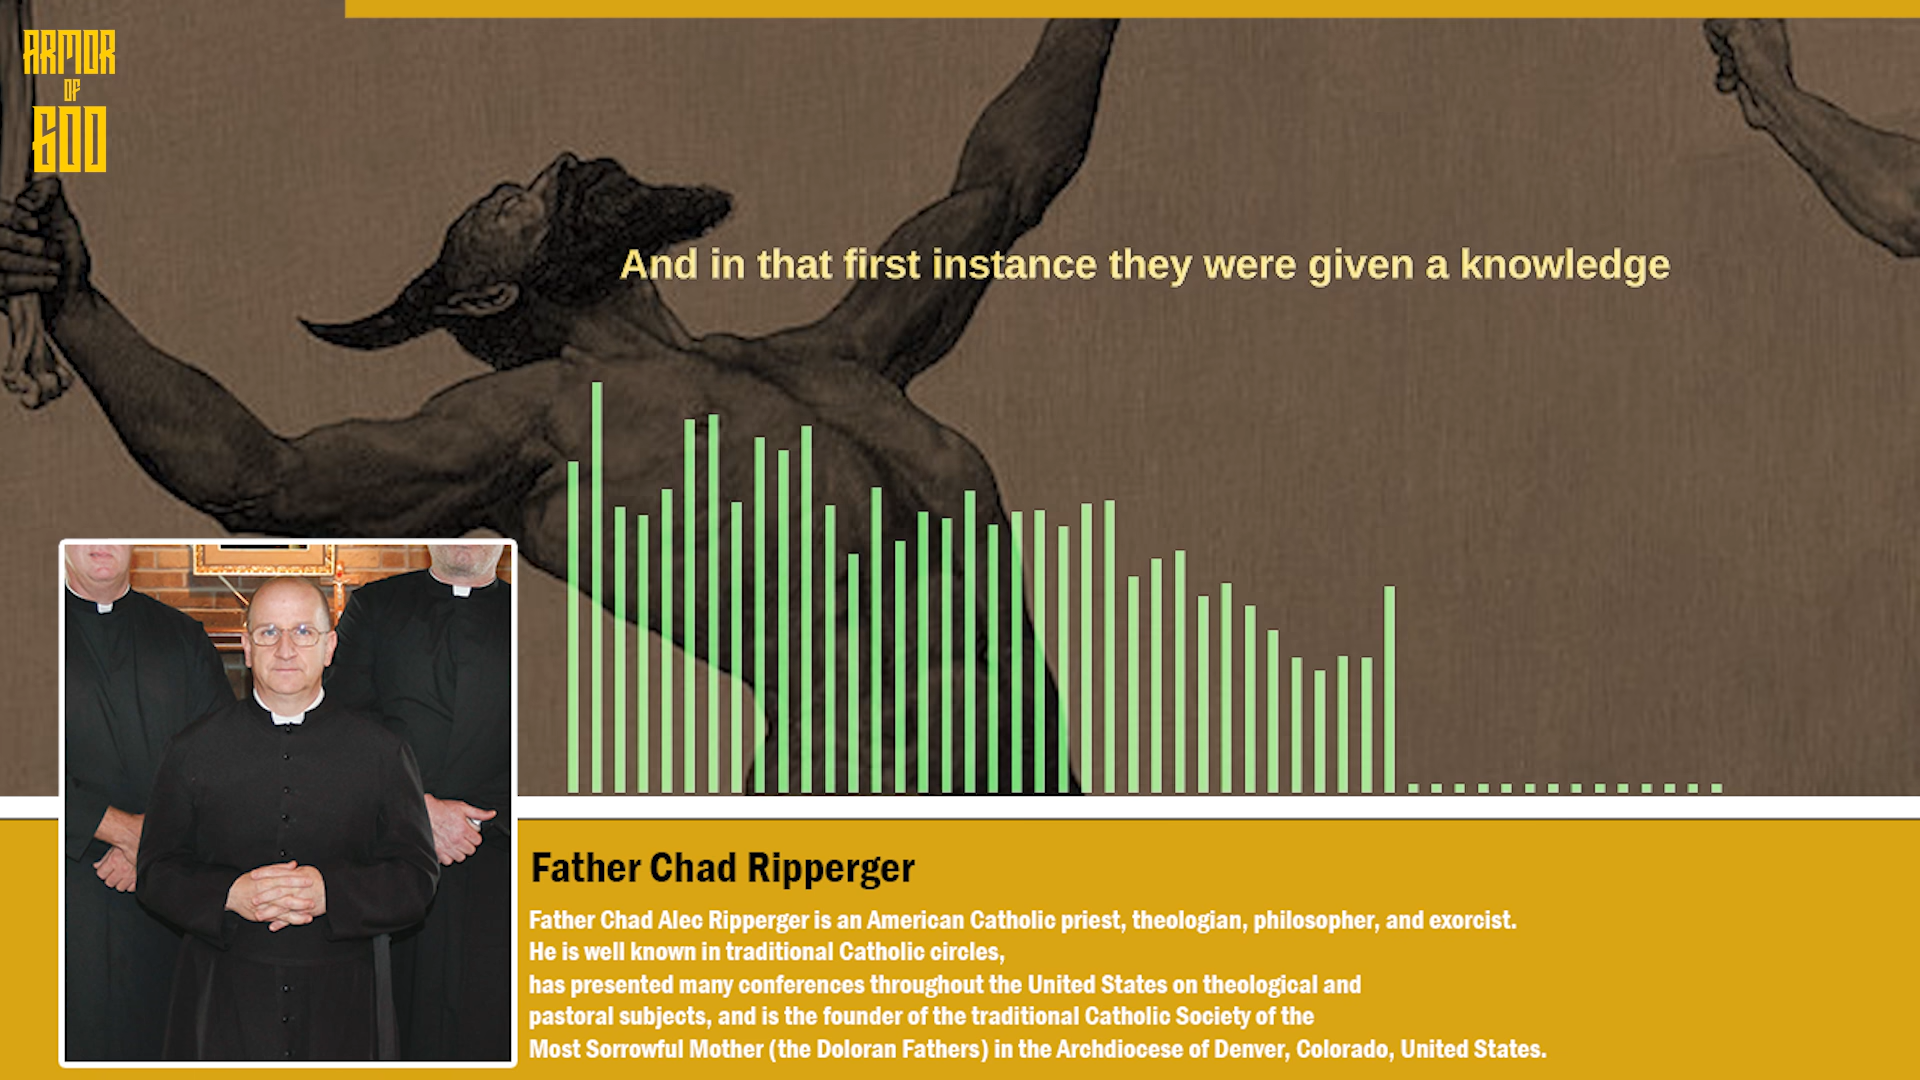 ARMOR
OF
GOD
And in that first instance they were given a knowledge
Father Chad Ripperger
Father Chad Alec Ripperger is an American Catholic priest, theologian, philosopher, and exorcist.
He is well known in traditional Catholic circles,
has presented many conferences throughout the United States on theological and
pastoral subjects, and is the founder of the traditional Catholic Society of the
Most Sorrowful Mother (the Doloran Fathers) in the Archdiocese of Denver, Colorado, United States.